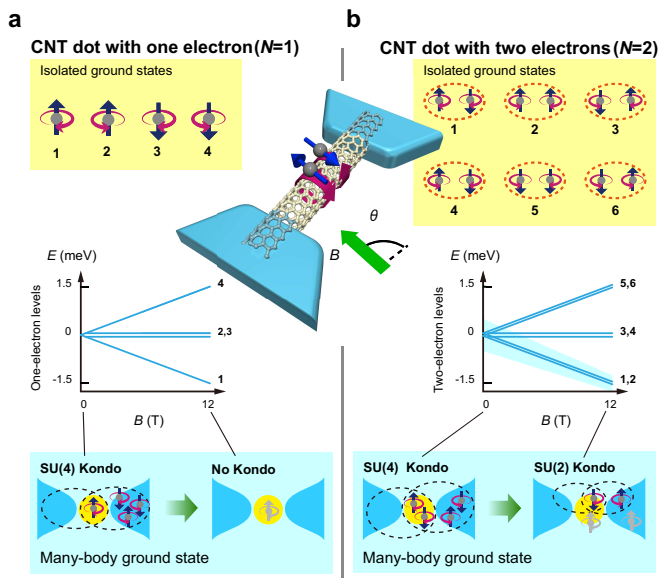 a
CNT dot with one electron (N=1)
Isolated ground states
1 2 3 4
E (meV)
One-electron levels
1.5
0
-1.5
4
2,3
1
0 12
B (T)
SU(4) Kondo No Kondo
Many-body ground state
θ
B
b
CNT dot with two electrons (N=2)
Isolated ground states
1 2 3
4 5 6
E (meV)
Two-electron levels
1.5
0
-1.5
5,6
3,4
1,2
0 12
B (T)
SU(4) Kondo SU(2) Kondo
Many-body ground state